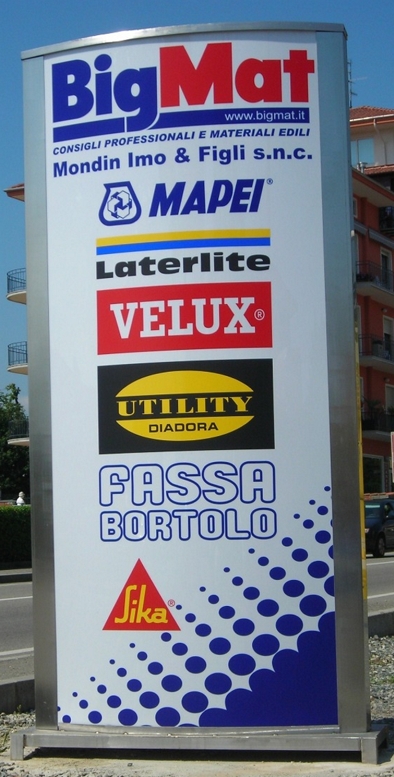 BigMat
www.bigmat.it
CONSIGLI PROFESSIONALI E MATERIALI EDILI
Mondin Imo & Figli s.n.c.
MAPEI®
Laterlite
VELUX®
UTILITY
DIADORA
FASSA
BORTOLO
Sika®